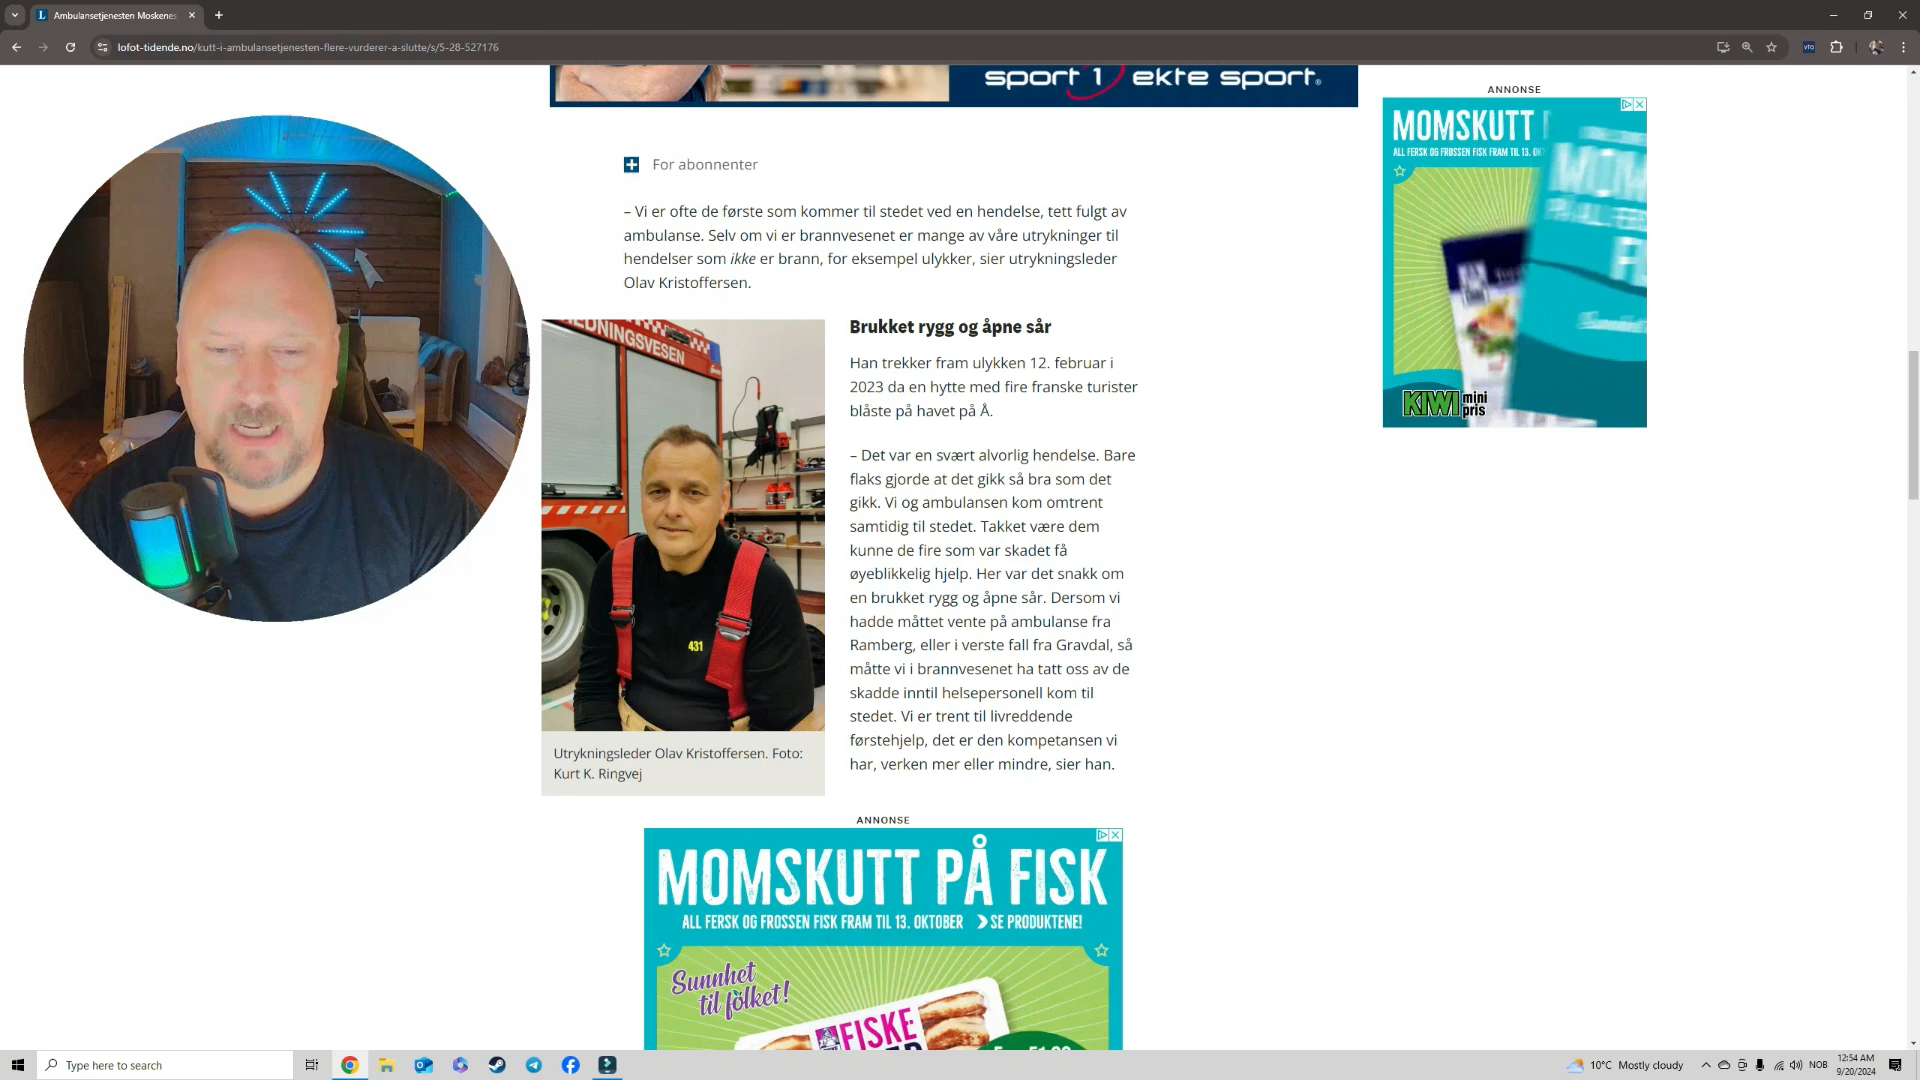 Ambulansetjenesten Moskenes
lofot-tidende.no/kutt-i-ambulansetjenesten-flere-vurderer-a-slutte/s/5-28-527176
sport 1 ekte sport.
ANNONSE
MOMSKUTT
ALL FERSK OG FROSSEN FISK FRAM TIL 13. OK
KIWI mini pris
For abonnenter
– Vi er ofte de første som kommer til stedet ved en hendelse, tett fulgt av
ambulanse. Selv om vi er brannvesenet er mange av våre utrykninger til
hendelser som ikke er brann, for eksempel ulykker, sier utrykningsleder
Olav Kristoffersen.
REDNINGSVESEN
431
Utrykningsleder Olav Kristoffersen. Foto:
Kurt K. Ringvej
Brukket rygg og åpne sår
Han trekker fram ulykken 12. februar i
2023 da en hytte med fire franske turister
blåste på havet på Å.
– Det var en svært alvorlig hendelse. Bare
flaks gjorde at det gikk så bra som det
gikk. Vi og ambulansen kom omtrent
samtidig til stedet. Takket være dem
kunne de fire som var skadet få
øyeblikkelig hjelp. Her var det snakk om
en brukket rygg og åpne sår. Dersom vi
hadde måttet vente på ambulanse fra
Ramberg, eller i verste fall fra Gravdal, så
måtte vi i brannvesenet ha tatt oss av de
skadde inntil helsepersonell kom til
stedet. Vi er trent til livreddende
førstehjelp, det er den kompetansen vi
har, verken mer eller mindre, sier han.
ANNONSE
MOMSKUTT PÅ FISK
ALL FERSK OG FROSSEN FISK FRAM TIL 13. OKTOBER SE PRODUKTENE!
Sunnhet
til folket!
FISKE
Type here to search
10°C Mostly cloudy
NOB
12:54 AM
9/20/2024